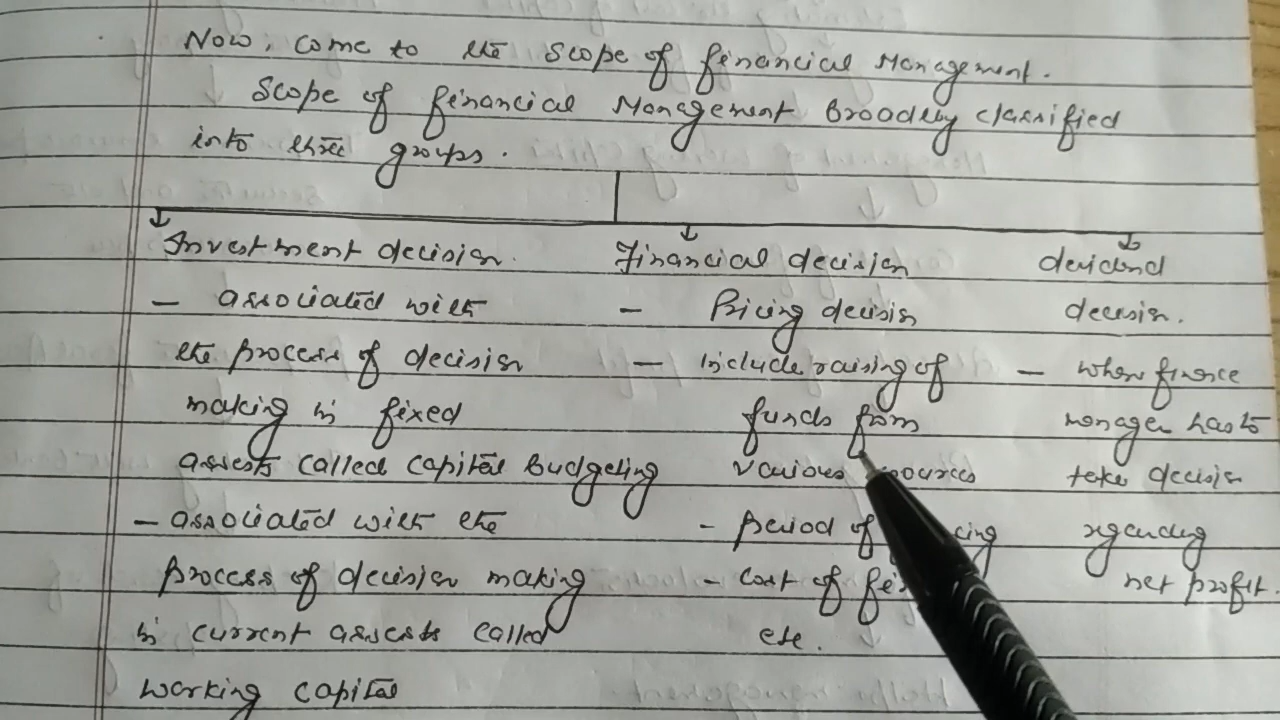 Now, come to the scope of financial Management.
Scope of financial Management Broadly classified
into three groups.
Investment decision.
- associated with
the process of decision
making in fixed
assests called capital Budgeting
- associated with the
process of decision making
in current assests called
working capital
Financial decision
- Pricing decision
- include raising of
funds from
various sources
- period of
- cost of
etc.
devidend
decision.
- when finance
manager has to
take decision
regarding
net profit.